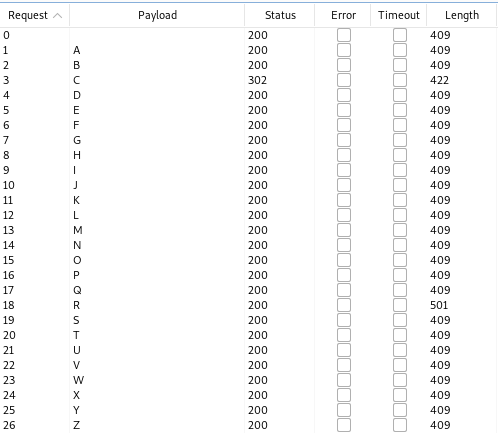 Request Payload Status Error Timeout Length
0 200 409
1 A 200 409
2 B 200 409
3 C 302 422
4 D 200 409
5 E 200 409
6 F 200 409
7 G 200 409
8 H 200 409
9 I 200 409
10 J 200 409
11 K 200 409
12 L 200 409
13 M 200 409
14 N 200 409
15 O 200 409
16 P 200 409
17 Q 200 409
18 R 200 501
19 S 200 409
20 T 200 409
21 U 200 409
22 V 200 409
23 W 200 409
24 X 200 409
25 Y 200 409
26 Z 200 409